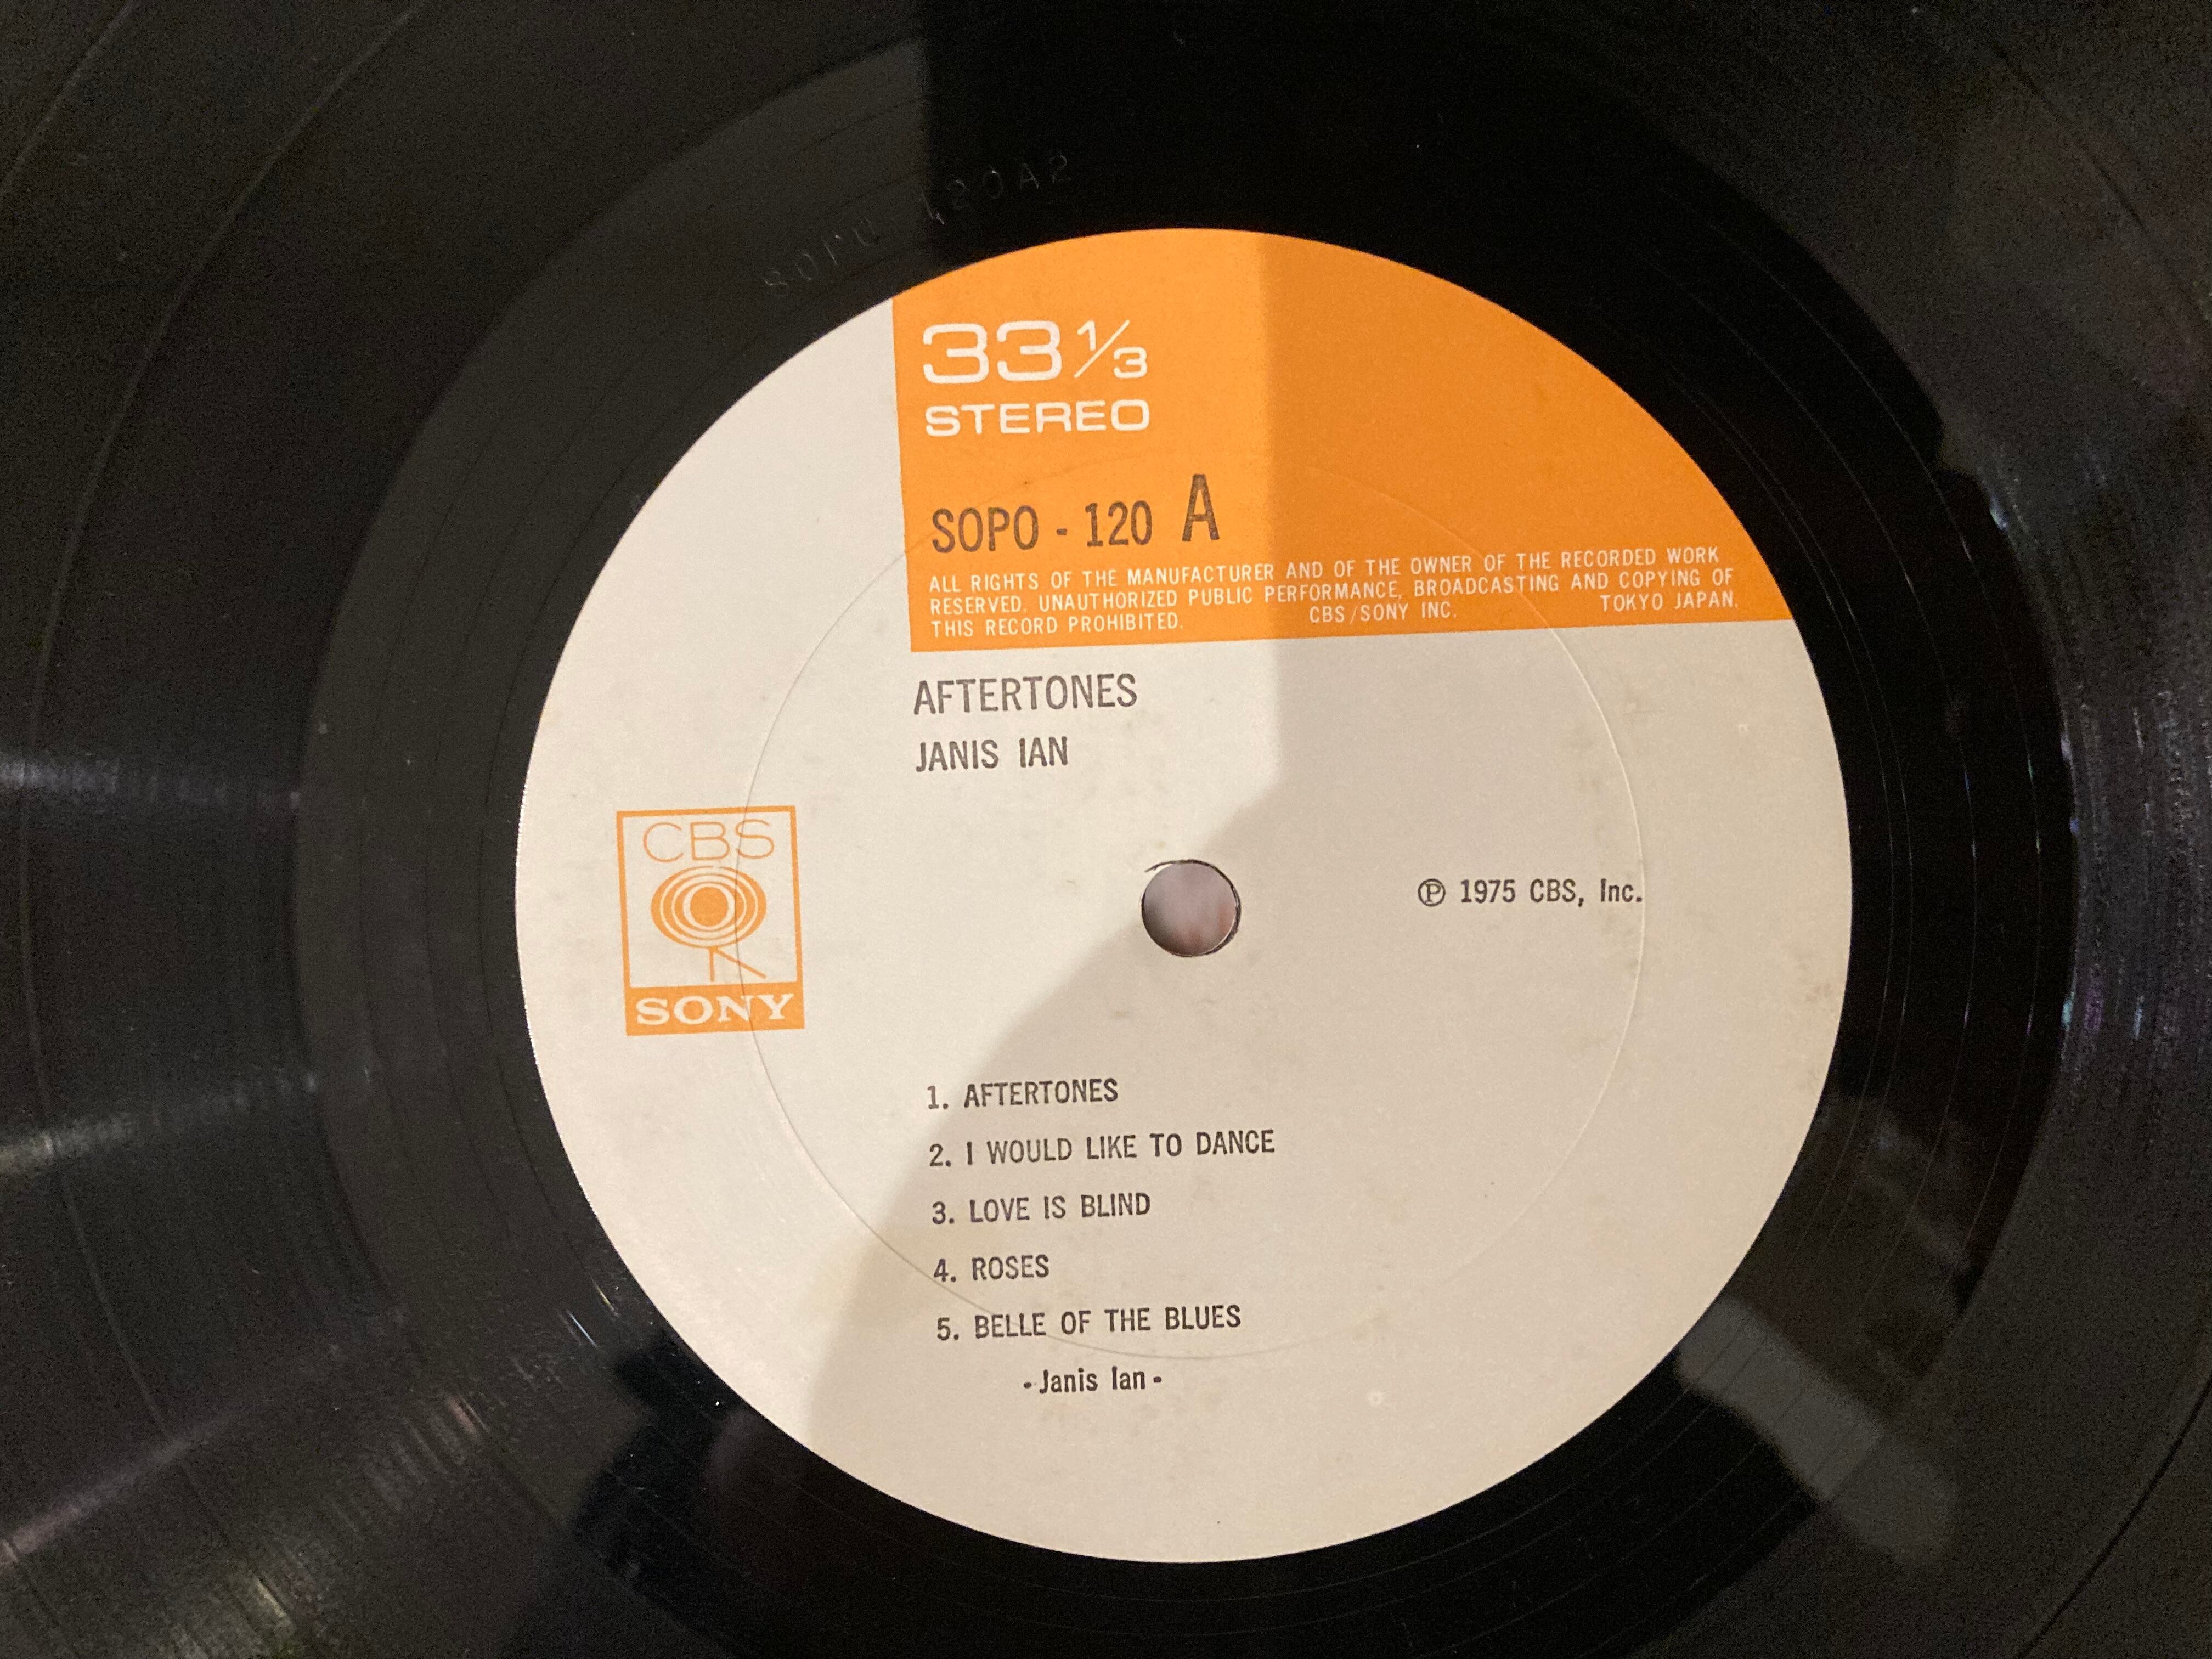 SOPO 120A2
33 1/3
STEREO
SOPO - 120 A
ALL RIGHTS OF THE MANUFACTURER AND OF THE OWNER OF THE RECORDED WORK
RESERVED. UNAUTHORIZED PUBLIC PERFORMANCE, BROADCASTING AND COPYING OF
THIS RECORD PROHIBITED. CBS/SONY INC. TOKYO JAPAN.
AFTERTONES
JANIS IAN
CBS
SONY
℗ 1975 CBS, Inc.
1. AFTERTONES
2. I WOULD LIKE TO DANCE
3. LOVE IS BLIND
4. ROSES
5. BELLE OF THE BLUES
- Janis Ian -